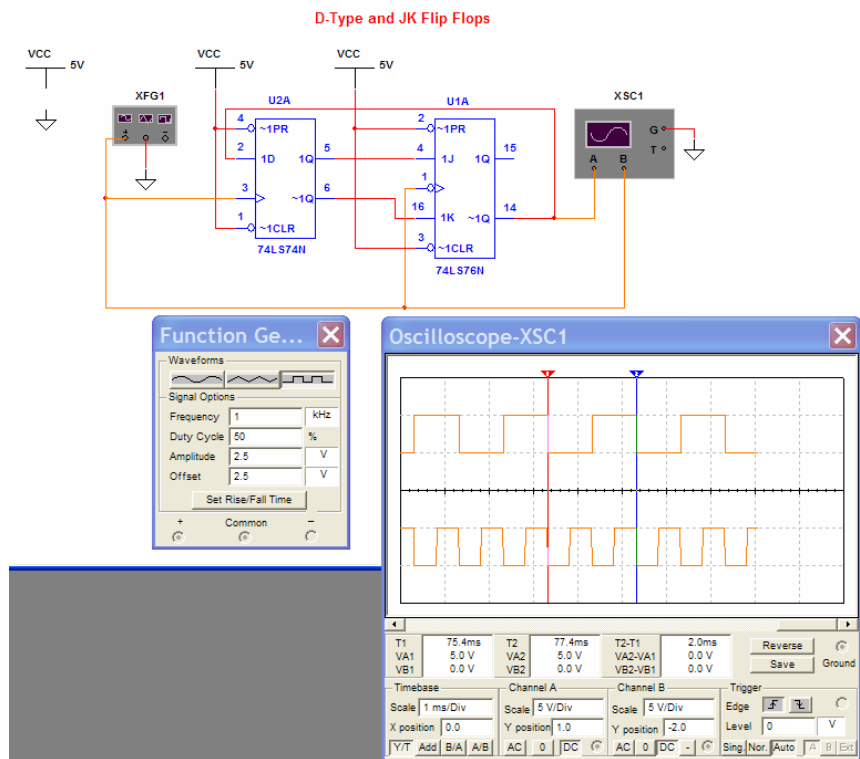 D-Type and JK Flip Flops
VCC 5V
VCC 5V
VCC 5V
XFG1
U2A
U1A
XSC1
4 ~1PR
2 1D 1Q 5
3
~1Q 6
1 ~1CLR
74LS74N
2 ~1PR
4 1J 1Q 15
1
16 1K ~1Q 14
3 ~1CLR
74LS76N
G
T
A B
Function Ge...
Waveforms
Signal Options
Frequency 1 kHz
Duty Cycle 50 %
Amplitude 2.5 V
Offset 2.5 V
Set Rise/Fall Time
+ Common −
Oscilloscope-XSC1
1 2
T1 75.4ms T2 77.4ms T2-T1 2.0ms Reverse
VA1 5.0 V VA2 5.0 V VA2-VA1 0.0 V
VB1 0.0 V VB2 0.0 V VB2-VB1 0.0 V Save Ground
Timebase Channel A Channel B Trigger
Scale 1 ms/Div Scale 5 V/Div Scale 5 V/Div Edge
X position 0.0 Y position 1.0 Y position -2.0 Level 0 V
Y/T Add B/A A/B AC 0 DC AC 0 DC - Sing. Nor. Auto A B Ext